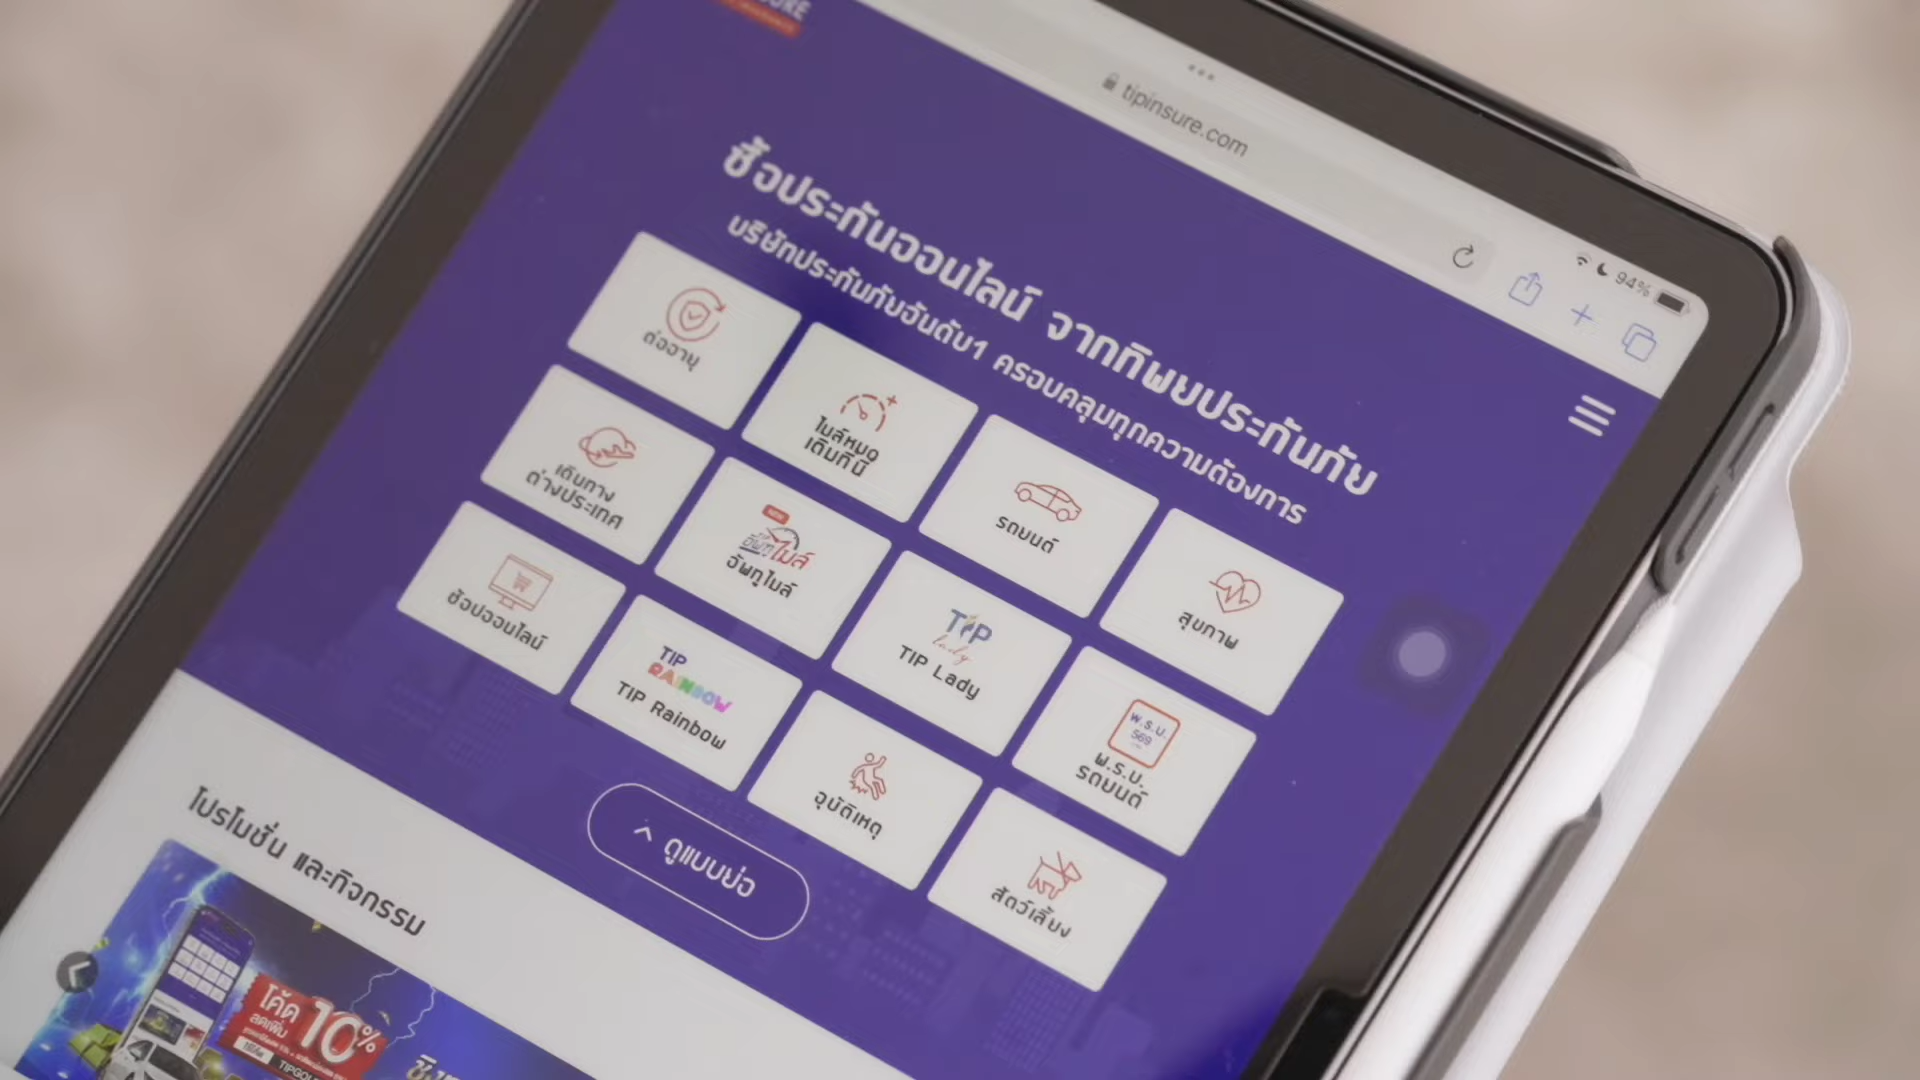 tipinsure.com
94%
ซื้อประกันออนไลน์ จากทิพยประกันภัย
บริษัทประกันภัยอันดับ1 ครอบคลุมทุกความต้องการ
ต่ออายุ
ไมล์หมด
เติมที่นี่
รถยนต์
สุขภาพ
เดินทาง
ต่างประเทศ
NEW
อัพทูไมล์
TIP
lady
TIP Lady
พ.ร.บ.
569
พ.ร.บ.
รถยนต์
ช้อปออนไลน์
TIP
RAINBOW
TIP Rainbow
อุบัติเหตุ
สัตว์เลี้ยง
ดูแบบย่อ
โปรโมชั่น และกิจกรรม
โค้ด
ลดเพิ่ม
10%